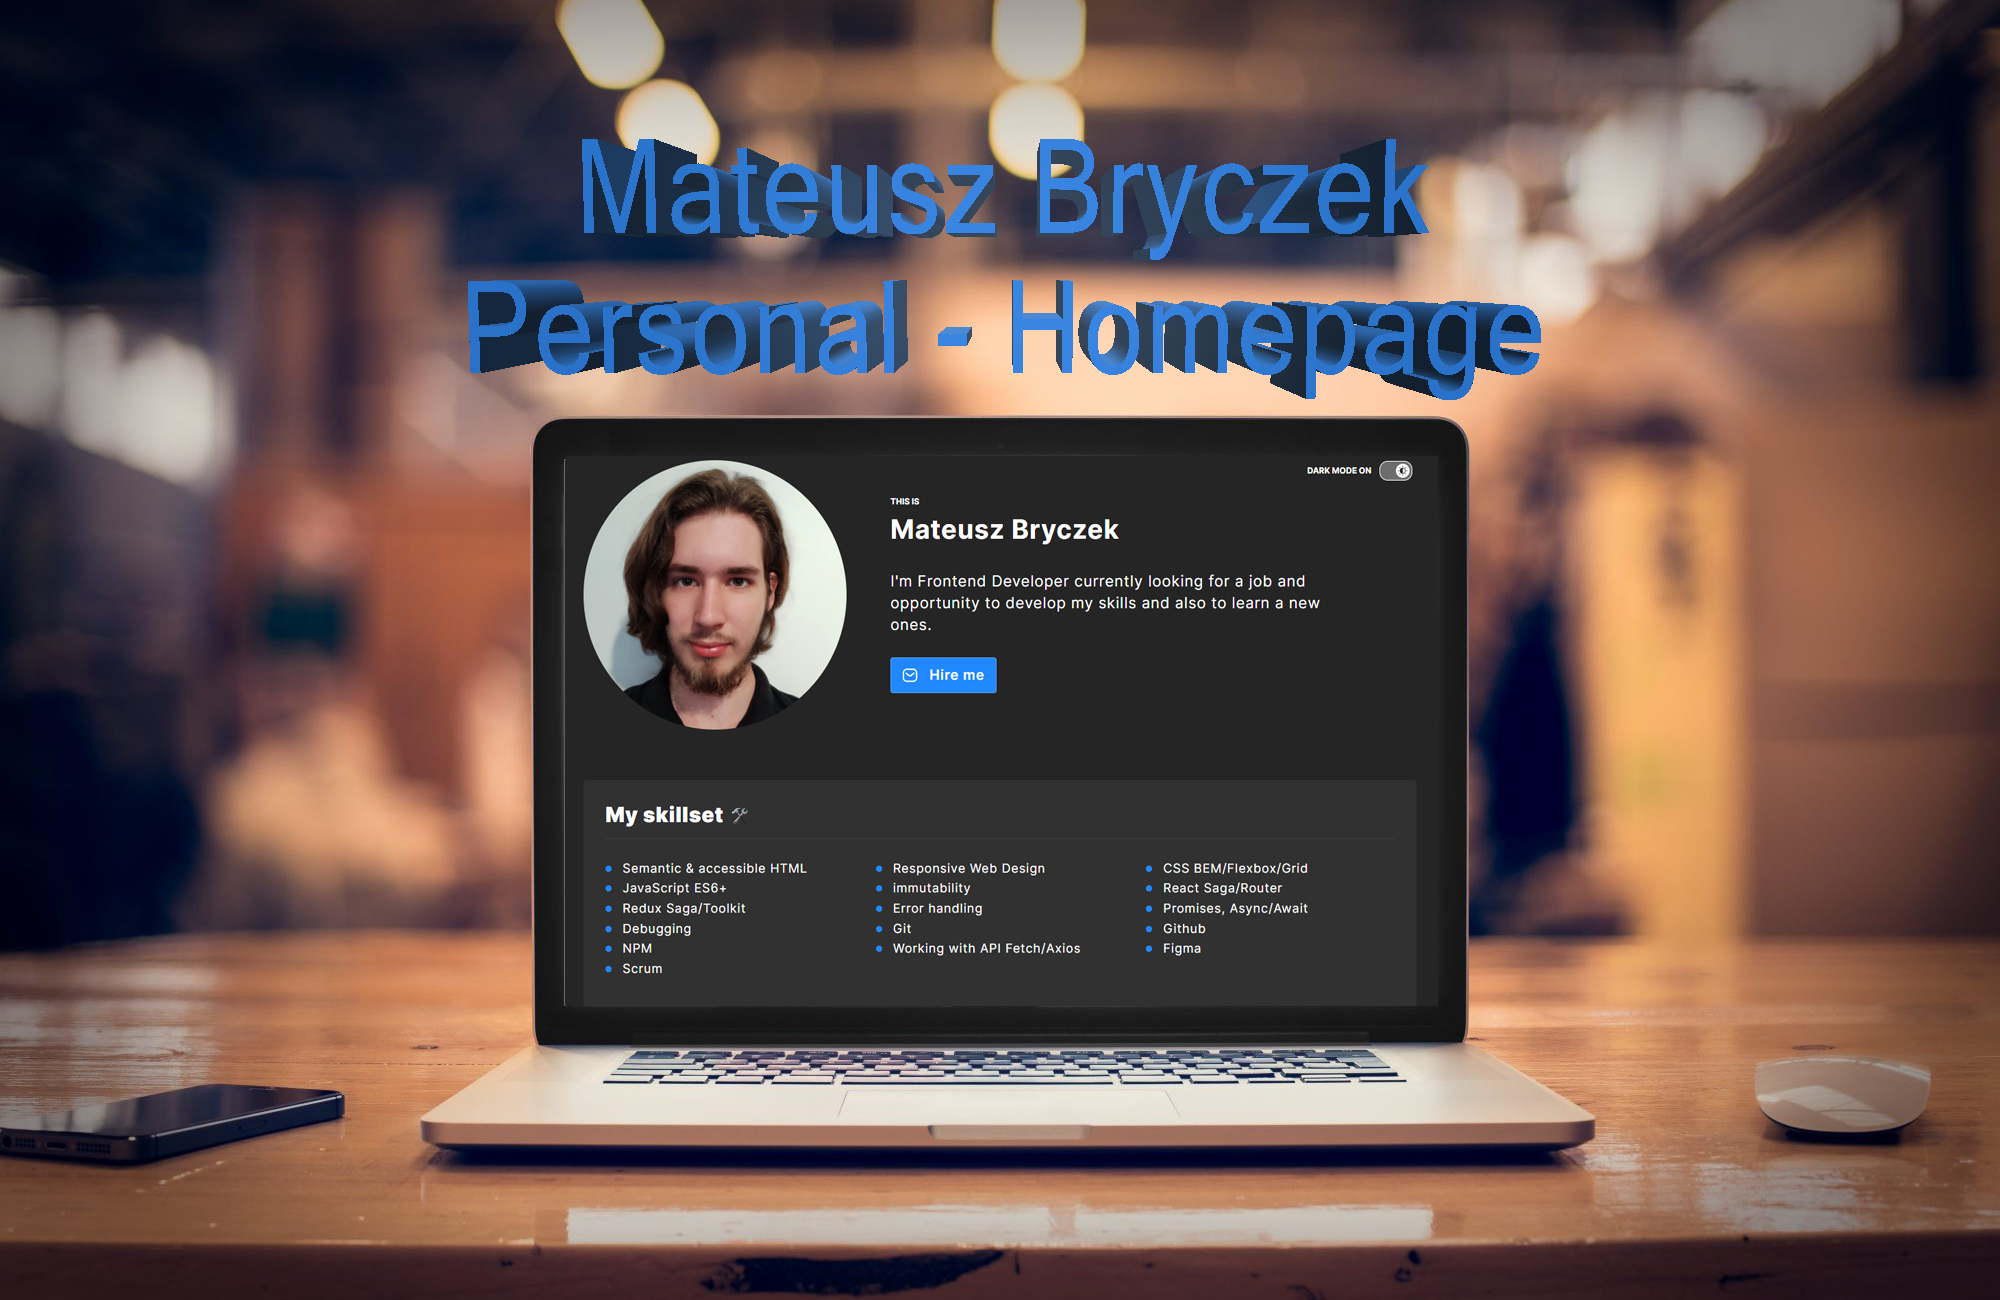 Mateusz Bryczek
Personal - Homepage
DARK MODE ON
THIS IS
Mateusz Bryczek
I'm Frontend Developer currently looking for a job and
opportunity to develop my skills and also to learn a new
ones.
Hire me
My skillset 🛠
Semantic & accessible HTML
JavaScript ES6+
Redux Saga/Toolkit
Debugging
NPM
Scrum
Responsive Web Design
immutability
Error handling
Git
Working with API Fetch/Axios
CSS BEM/Flexbox/Grid
React Saga/Router
Promises, Async/Await
Github
Figma